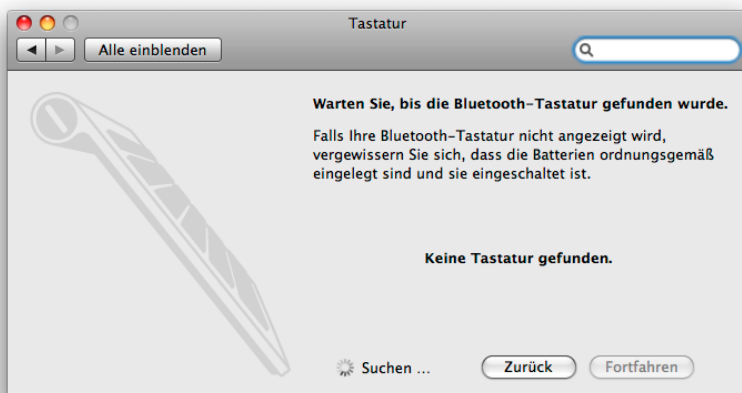 Tastatur
Alle einblenden
Warten Sie, bis die Bluetooth-Tastatur gefunden wurde.
Falls Ihre Bluetooth-Tastatur nicht angezeigt wird,
vergewissern Sie sich, dass die Batterien ordnungsgemäß
eingelegt sind und sie eingeschaltet ist.
Keine Tastatur gefunden.
Suchen ... Zurück Fortfahren